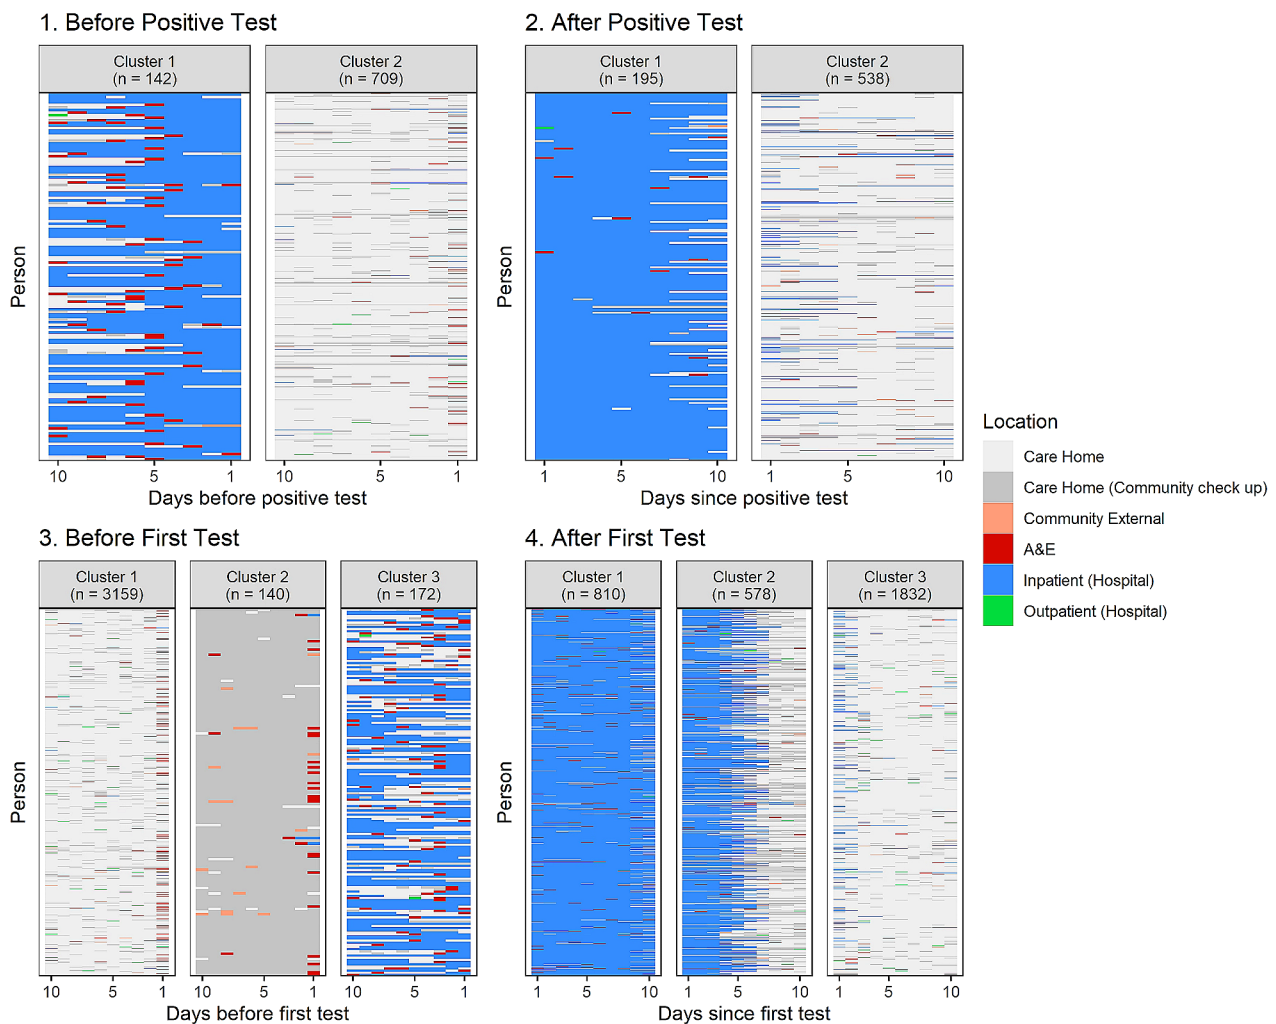 1. Before Positive Test
Cluster 1
(n = 142)
Cluster 2
(n = 709)
Person
10 5 1
10 5 1
Days before positive test
2. After Positive Test
Cluster 1
(n = 195)
Cluster 2
(n = 538)
Person
1 5 10
1 5 10
Days since positive test
3. Before First Test
Cluster 1
(n = 3159)
Cluster 2
(n = 140)
Cluster 3
(n = 172)
Person
10 5 1
10 5 1
10 5 1
Days before first test
4. After First Test
Cluster 1
(n = 810)
Cluster 2
(n = 578)
Cluster 3
(n = 1832)
Person
1 5 10
1 5 10
1 5 10
Days since first test
Location
Care Home
Care Home (Community check up)
Community External
A&E
Inpatient (Hospital)
Outpatient (Hospital)